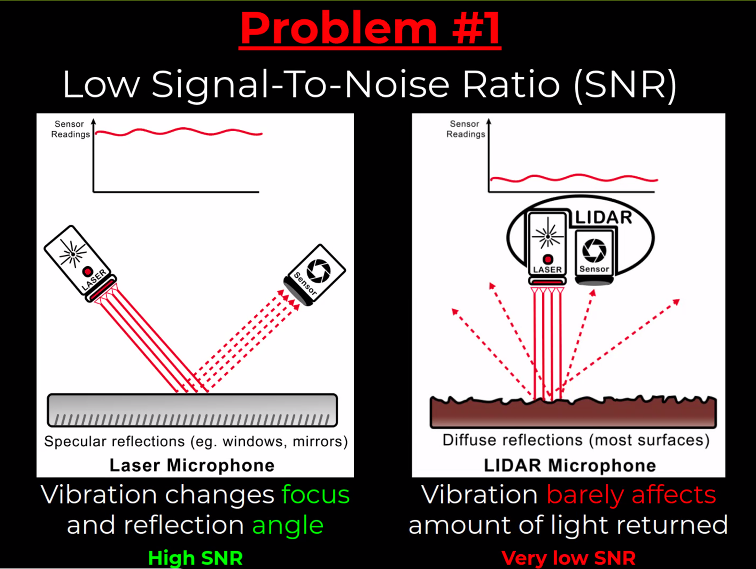 Problem #1
Low Signal-To-Noise Ratio (SNR)
Sensor
Readings
LASER
Sensor
Specular reflections (eg. windows, mirrors)
Laser Microphone
Vibration changes focus
and reflection angle
High SNR
Sensor
Readings
LIDAR
LASER
Sensor
Diffuse reflections (most surfaces)
LIDAR Microphone
Vibration barely affects
amount of light returned
Very low SNR